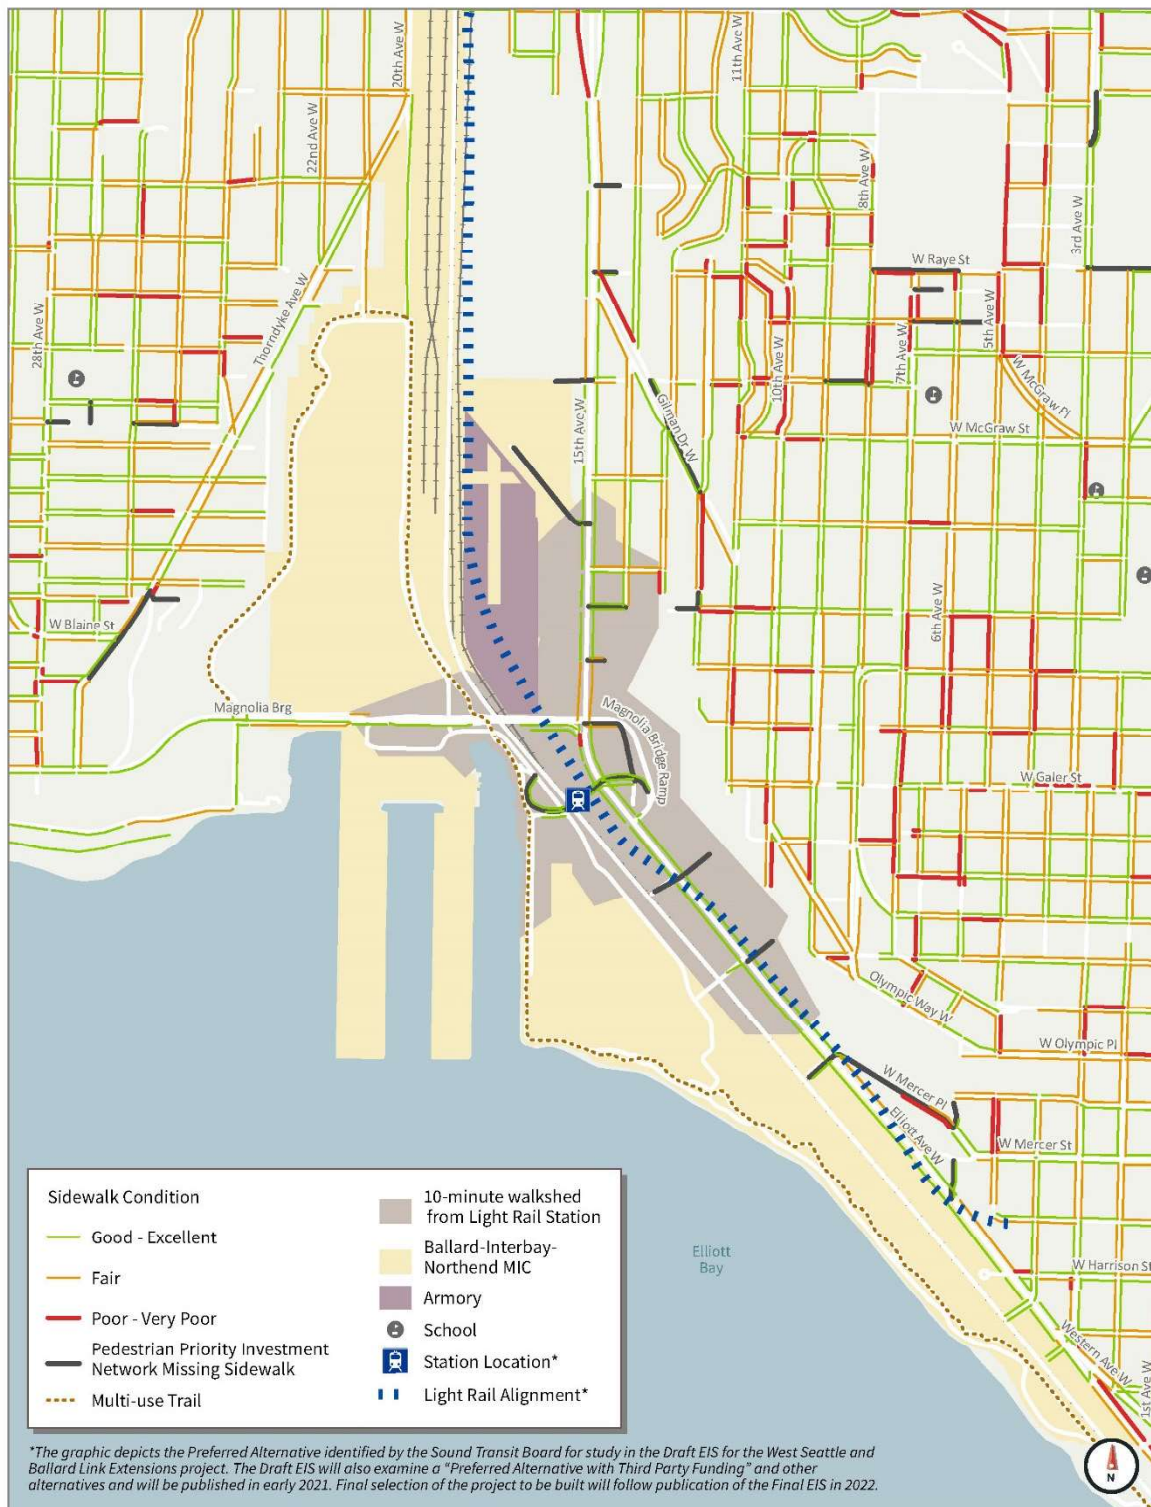 20th Ave W
11th Ave W
22nd Ave W
8th Ave W
3rd Ave W
W Raye St
Thorndyke Ave W
28th Ave W
5th Ave W
7th Ave W
10th Ave W
W McGraw Pl
15th Ave W
Gilman Dr W
W McGraw St
6th Ave W
W Blaine St
Magnolia Brg
Magnolia Bridge Ramp
W Galer St
Olympic Way W
W Olympic Pl
W Mercer Pl
Elliott Ave W
W Mercer St
Elliott
Bay
W Harrison St
Western Ave W
1st Ave W
Sidewalk Condition
Good - Excellent
Fair
Poor - Very Poor
Pedestrian Priority Investment
Network Missing Sidewalk
Multi-use Trail
10-minute walkshed
from Light Rail Station
Ballard-Interbay-
Northend MIC
Armory
School
Station Location*
Light Rail Alignment*
N
*The graphic depicts the Preferred Alternative identified by the Sound Transit Board for study in the Draft EIS for the West Seattle and
Ballard Link Extensions project. The Draft EIS will also examine a “Preferred Alternative with Third Party Funding” and other
alternatives and will be published in early 2021. Final selection of the project to be built will follow publication of the Final EIS in 2022.